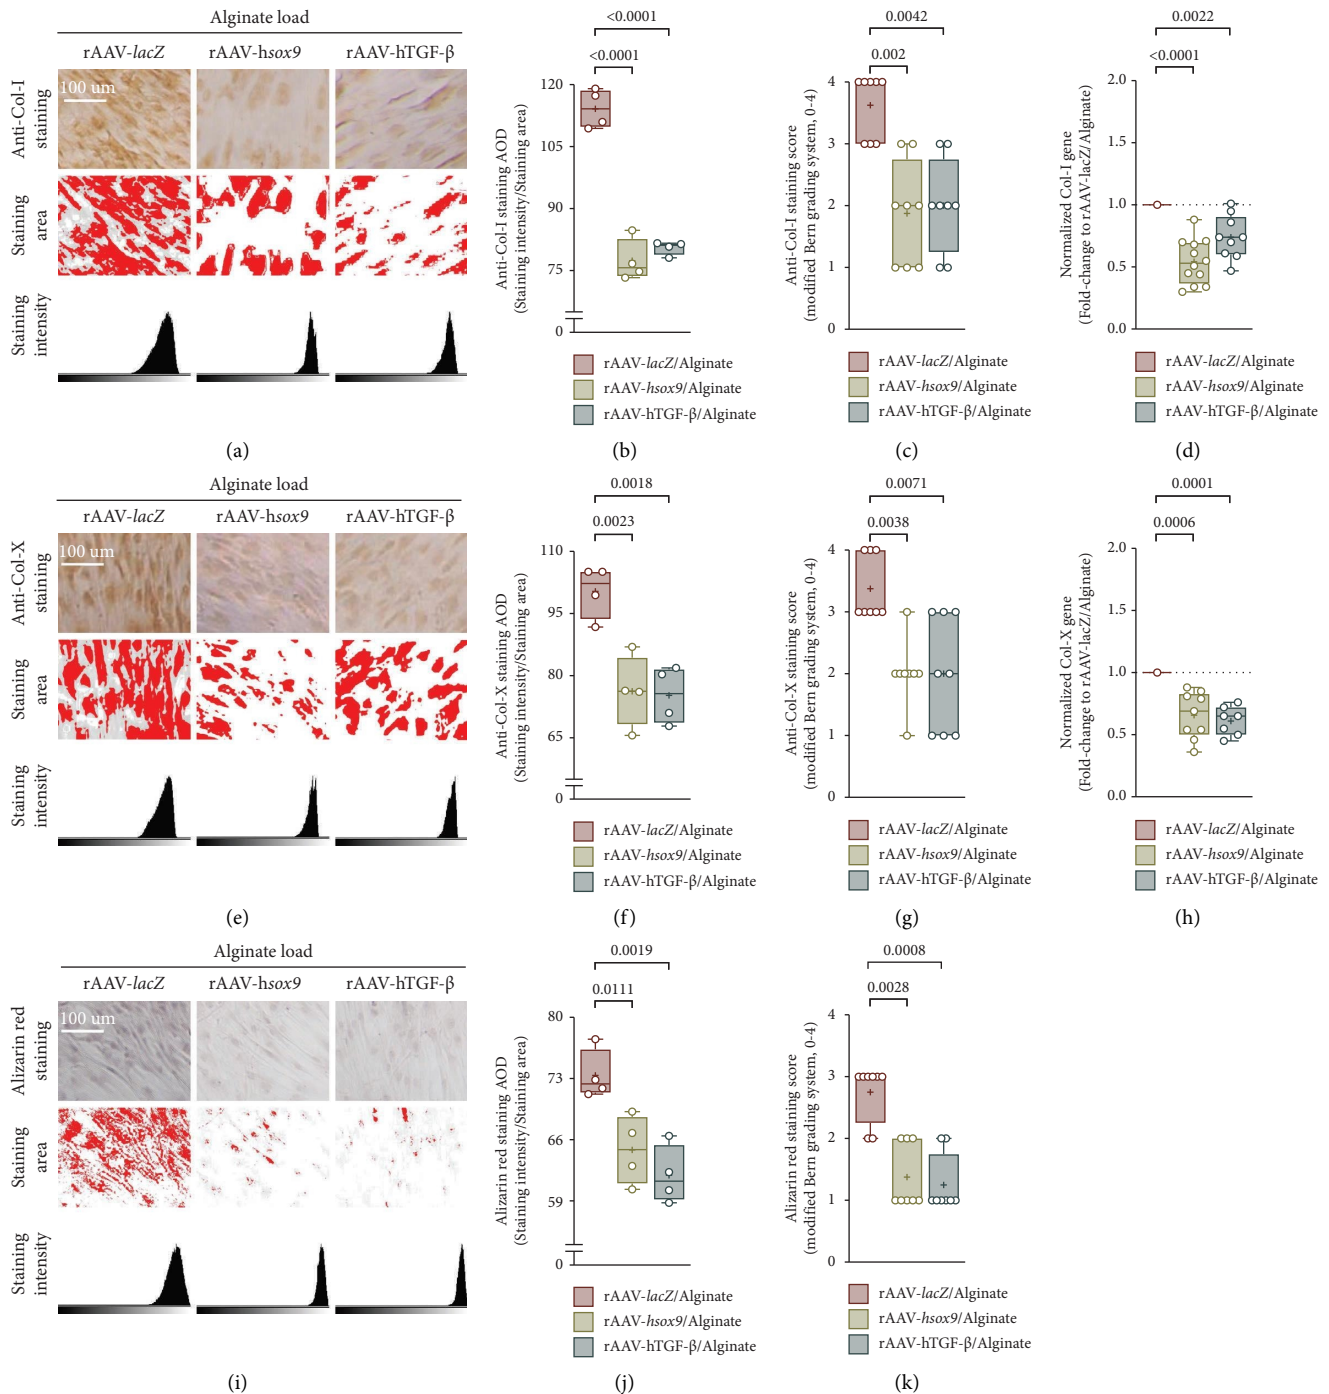 Alginate load
rAAV-lacZ rAAV-hsox9 rAAV-hTGF-β
Anti-Col-I staining
100 um
Staining area
Staining intensity
(a)
<0.0001
<0.0001
Anti-Col-I staining AOD
(Staining intensity/Staining area)
120
105
90
75
0
rAAV-lacZ/Alginate
rAAV-hsox9/Alginate
rAAV-hTGF-β/Alginate
(b)
0.0042
0.002
Anti-Col-I staining score
(modified Bern grading system, 0-4)
4
3
2
1
0
rAAV-lacZ/Alginate
rAAV-hsox9/Alginate
rAAV-hTGF-β/Alginate
(c)
0.0022
<0.0001
Normalized Col-I gene
(Fold-change to rAAV-lacZ/Alginate)
2.0
1.5
1.0
0.5
0.0
rAAV-lacZ/Alginate
rAAV-hsox9/Alginate
rAAV-hTGF-β/Alginate
(d)
Alginate load
rAAV-lacZ rAAV-hsox9 rAAV-hTGF-β
Anti-Col-X staining
100 um
Staining area
Staining intensity
(e)
0.0018
0.0023
Anti-Col-X staining AOD
(Staining intensity/Staining area)
110
95
80
65
0
rAAV-lacZ/Alginate
rAAV-hsox9/Alginate
rAAV-hTGF-β/Alginate
(f)
0.0071
0.0038
Anti-Col-X staining score
(modified Bern grading system, 0-4)
4
3
2
1
0
rAAV-lacZ/Alginate
rAAV-hsox9/Alginate
rAAV-hTGF-β/Alginate
(g)
0.0001
0.0006
Normalized Col-X gene
(Fold-change to rAAV-lacZ/Alginate)
2.0
1.5
1.0
0.5
0.0
rAAV-lacZ/Alginate
rAAV-hsox9/Alginate
rAAV-hTGF-β/Alginate
(h)
Alginate load
rAAV-lacZ rAAV-hsox9 rAAV-hTGF-β
Alizarin red staining
100 um
Staining area
Staining intensity
(i)
0.0019
0.0111
Alizarin red staining AOD
(Staining intensity/Staining area)
80
73
66
59
0
rAAV-lacZ/Alginate
rAAV-hsox9/Alginate
rAAV-hTGF-β/Alginate
(j)
0.0008
0.0028
Alizarin red staining score
(modified Bern grading system, 0-4)
4
3
2
1
0
rAAV-lacZ/Alginate
rAAV-hsox9/Alginate
rAAV-hTGF-β/Alginate
(k)